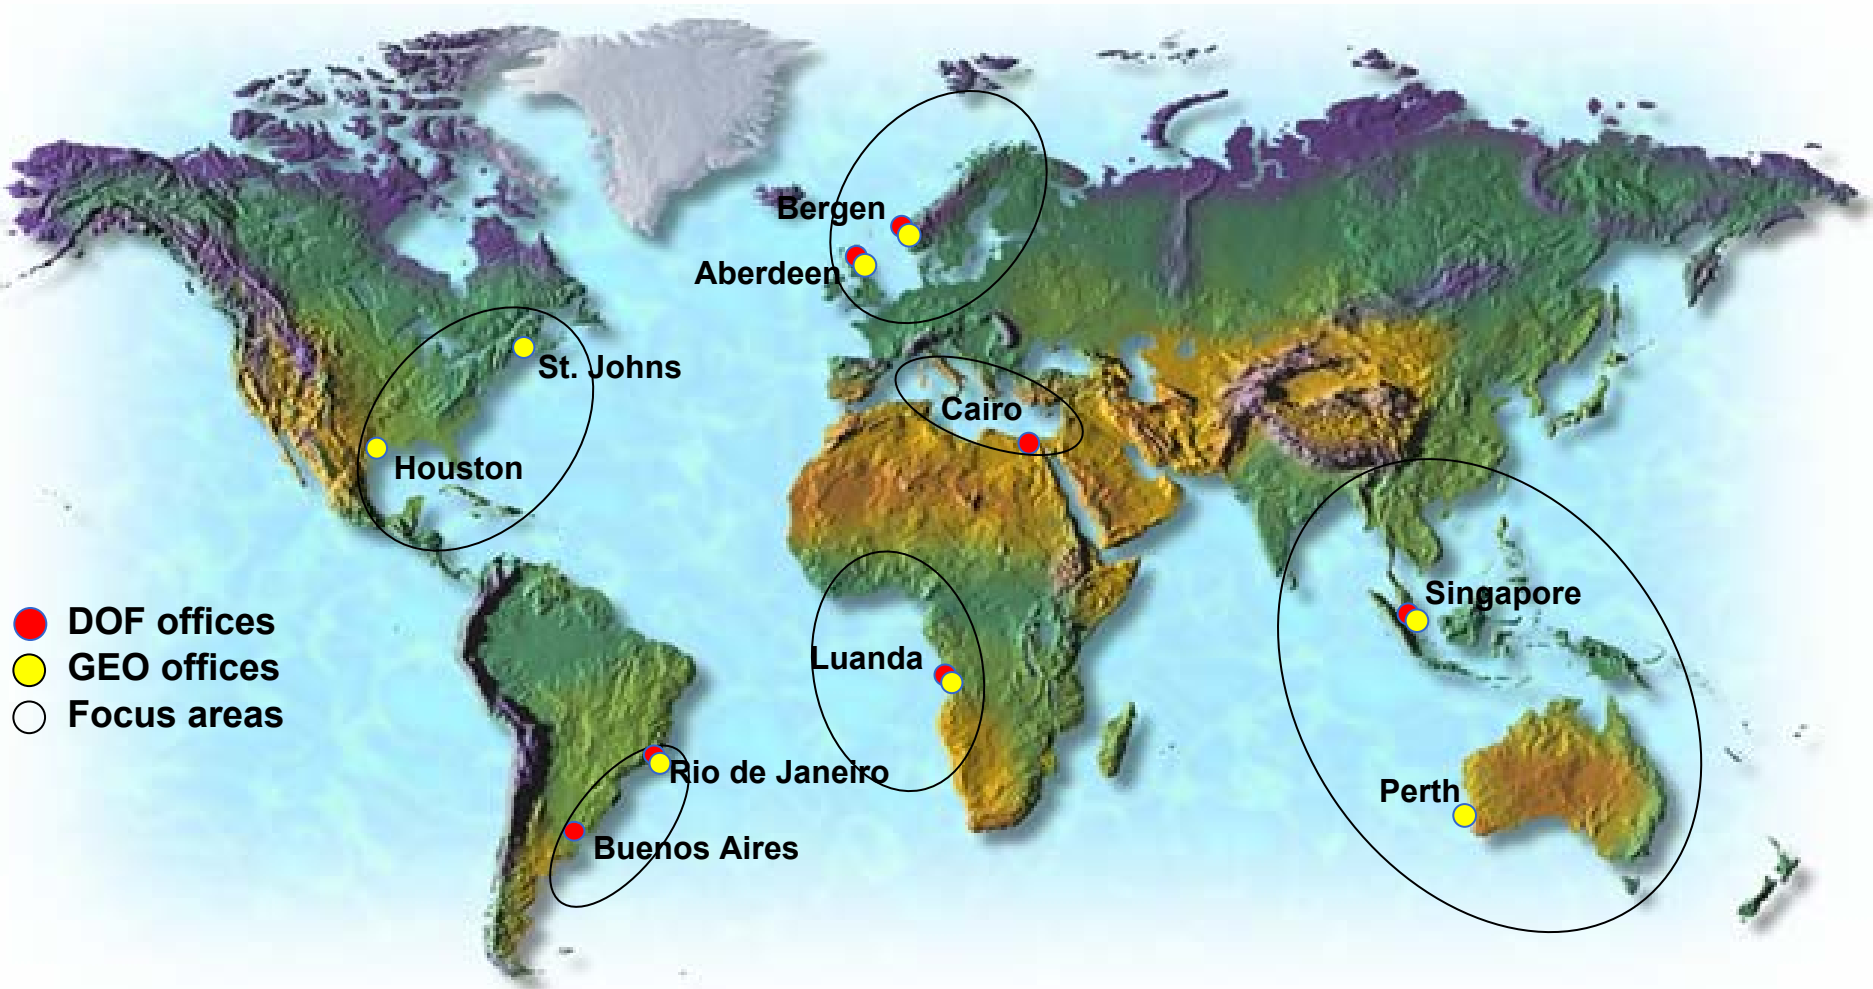 Bergen
Aberdeen
St. Johns
Cairo
Houston
Singapore
DOF offices
GEO offices
Focus areas
Luanda
Rio de Janeiro
Perth
Buenos Aires